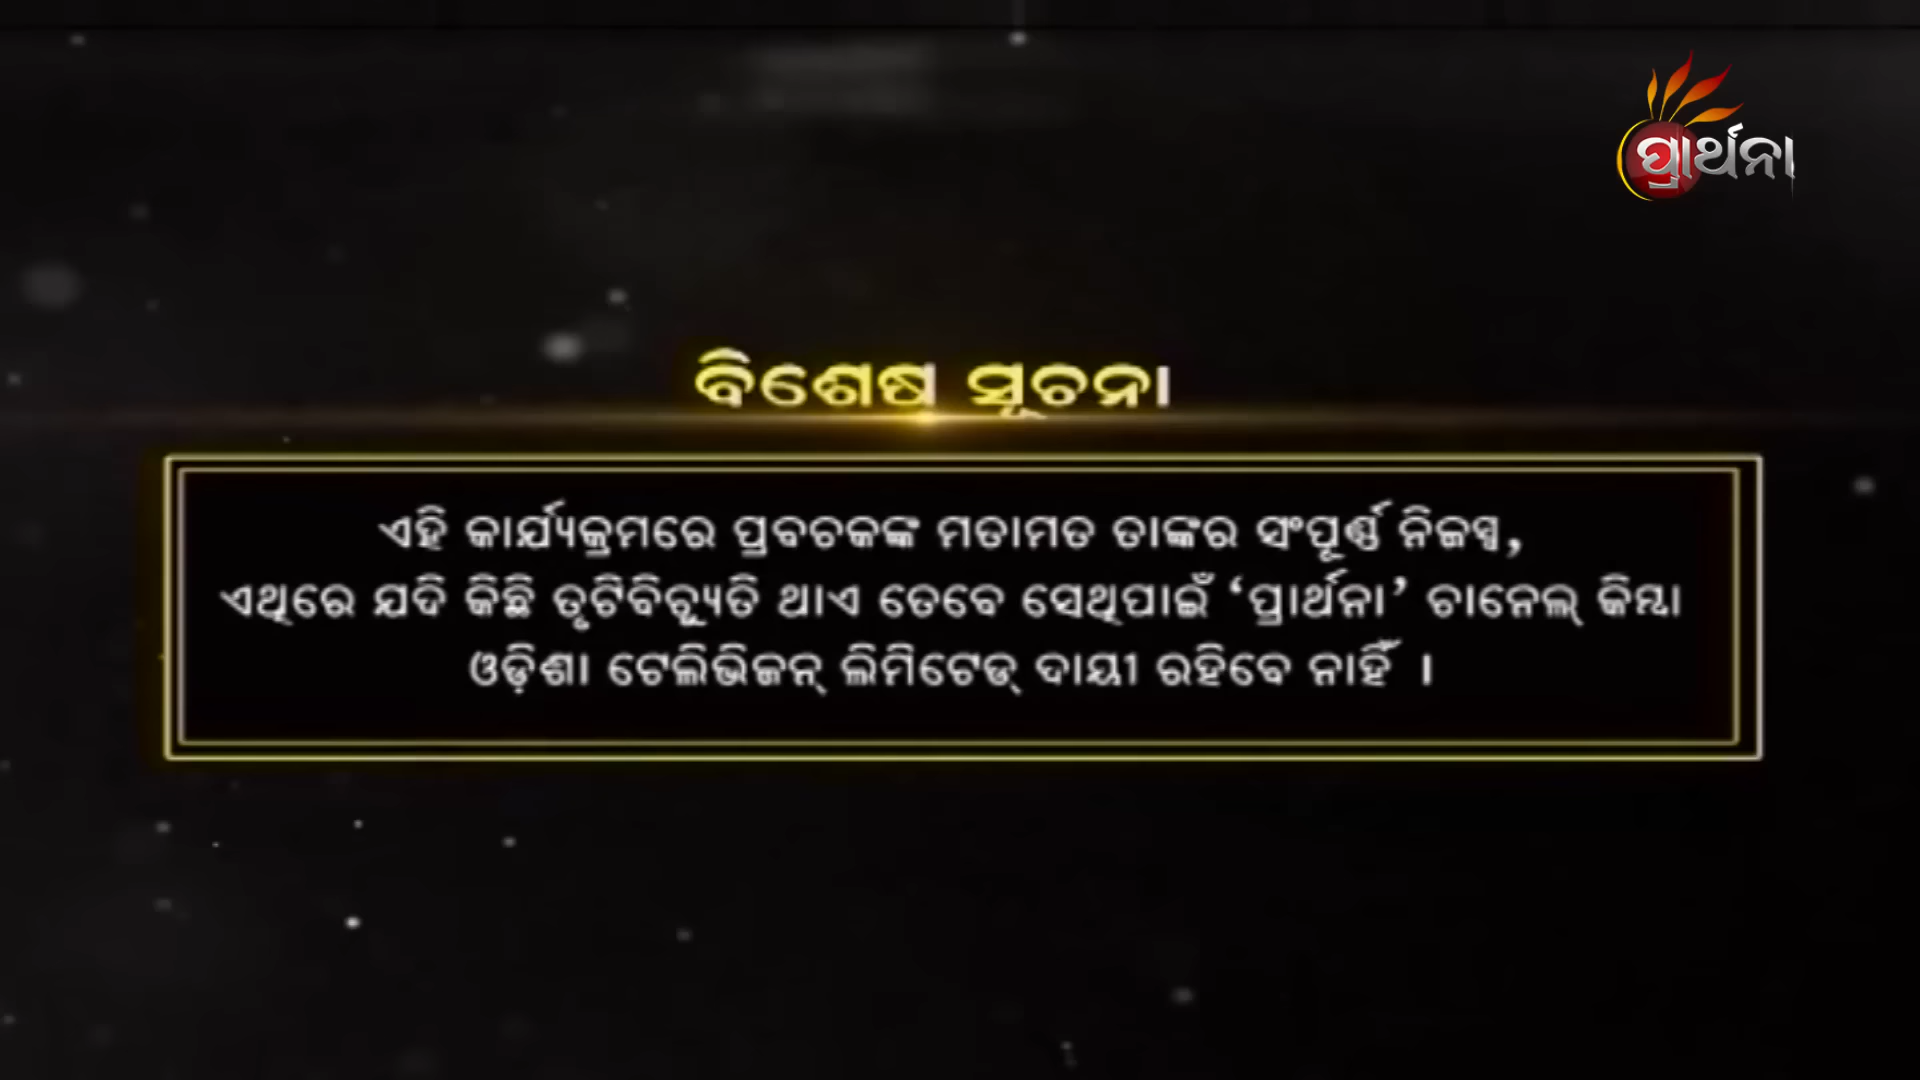 ପ୍ରାର୍ଥନା
ବିଶେଷ ସୂଚନା
ଏହି କାର୍ଯ୍ୟକ୍ରମରେ ପ୍ରବଚକଙ୍କ ମତାମତ ତାଙ୍କର ସଂପୂର୍ଣ୍ଣ ନିଜସ୍ୱ,
ଏଥିରେ ଯଦି କିଛି ତୃଟିବିଚ୍ୟୁତି ଥାଏ ତେବେ ସେଥିପାଇଁ ‘ପ୍ରାର୍ଥନା’ ଚାନେଲ୍ କିମ୍ୱା
ଓଡ଼ିଶା ଟେଲିଭିଜନ୍ ଲିମିଟେଡ୍ ଦାୟୀ ରହିବେ ନାହିଁ ।